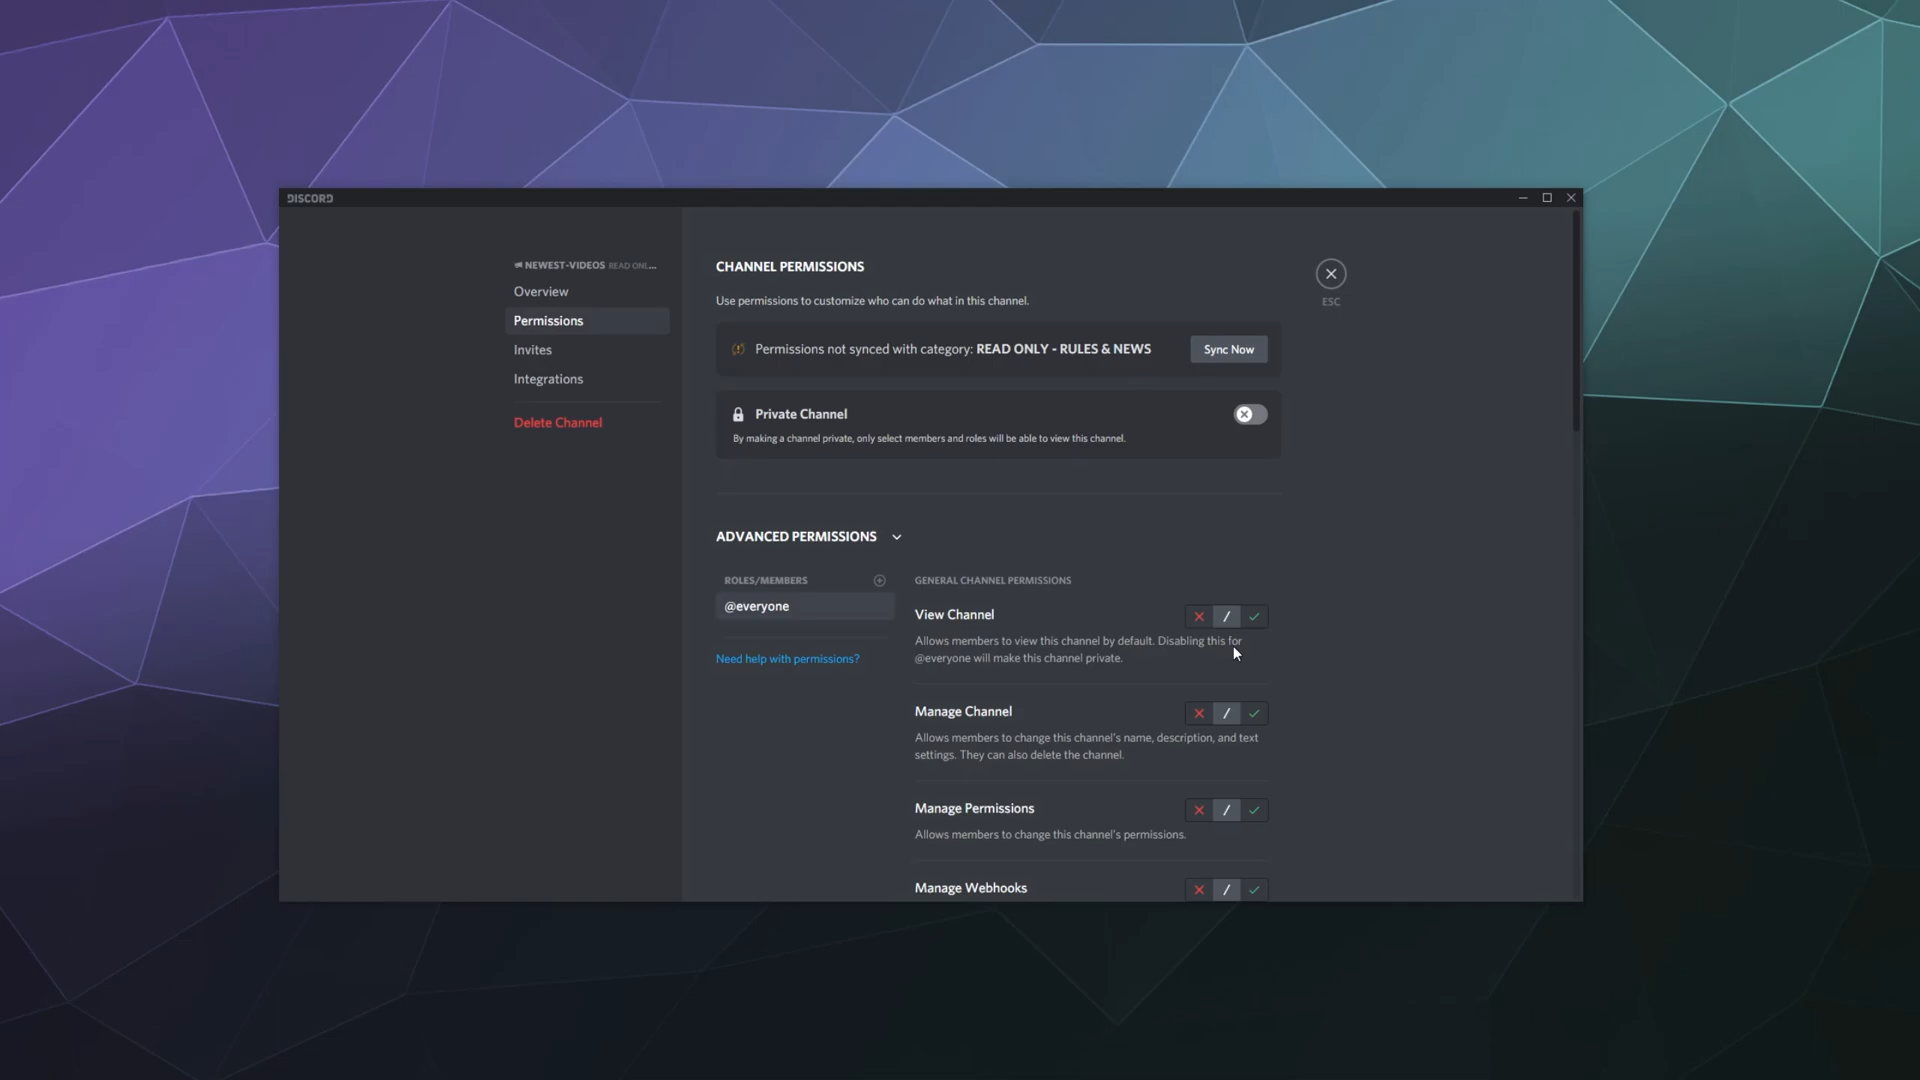 DISCORD
NEWEST-VIDEOS READ ONL...
Overview
Permissions
Invites
Integrations
Delete Channel
CHANNEL PERMISSIONS
Use permissions to customize who can do what in this channel.
Permissions not synced with category: READ ONLY - RULES & NEWS
Sync Now
Private Channel
By making a channel private, only select members and roles will be able to view this channel.
ESC
ADVANCED PERMISSIONS
ROLES/MEMBERS
@everyone
Need help with permissions?
GENERAL CHANNEL PERMISSIONS
View Channel
Allows members to view this channel by default. Disabling this for
@everyone will make this channel private.
Manage Channel
Allows members to change this channel's name, description, and text
settings. They can also delete the channel.
Manage Permissions
Allows members to change this channel's permissions.
Manage Webhooks